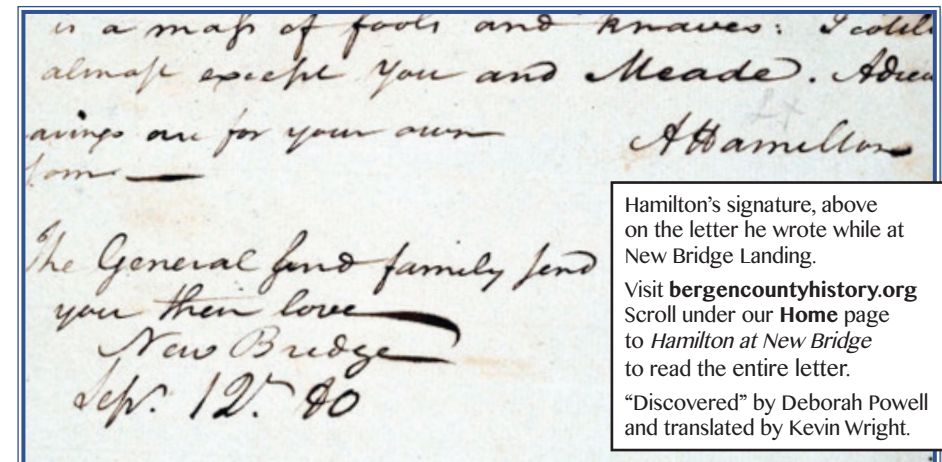 is a mass of fools and knaves: I could
almost except you and Meade. Adieu
avings are for your own
some
AHamilton
The General and family send
you their love
New Bridge
Sepr. 12. 80
Hamilton's signature, above
on the letter he wrote while at
New Bridge Landing.
Visit bergencountyhistory.org
Scroll under our Home page
to Hamilton at New Bridge
to read the entire letter.
"Discovered" by Deborah Powell
and translated by Kevin Wright.